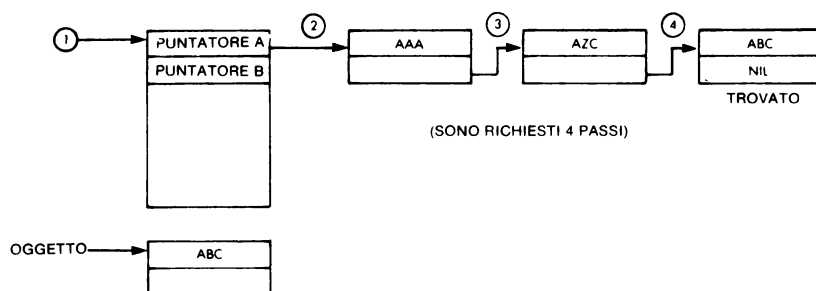 1
PUNTATORE A
2
AAA
3
AZC
4
ABC
PUNTATORE B
NIL
TROVATO
(SONO RICHIESTI 4 PASSI)
OGGETTO
ABC